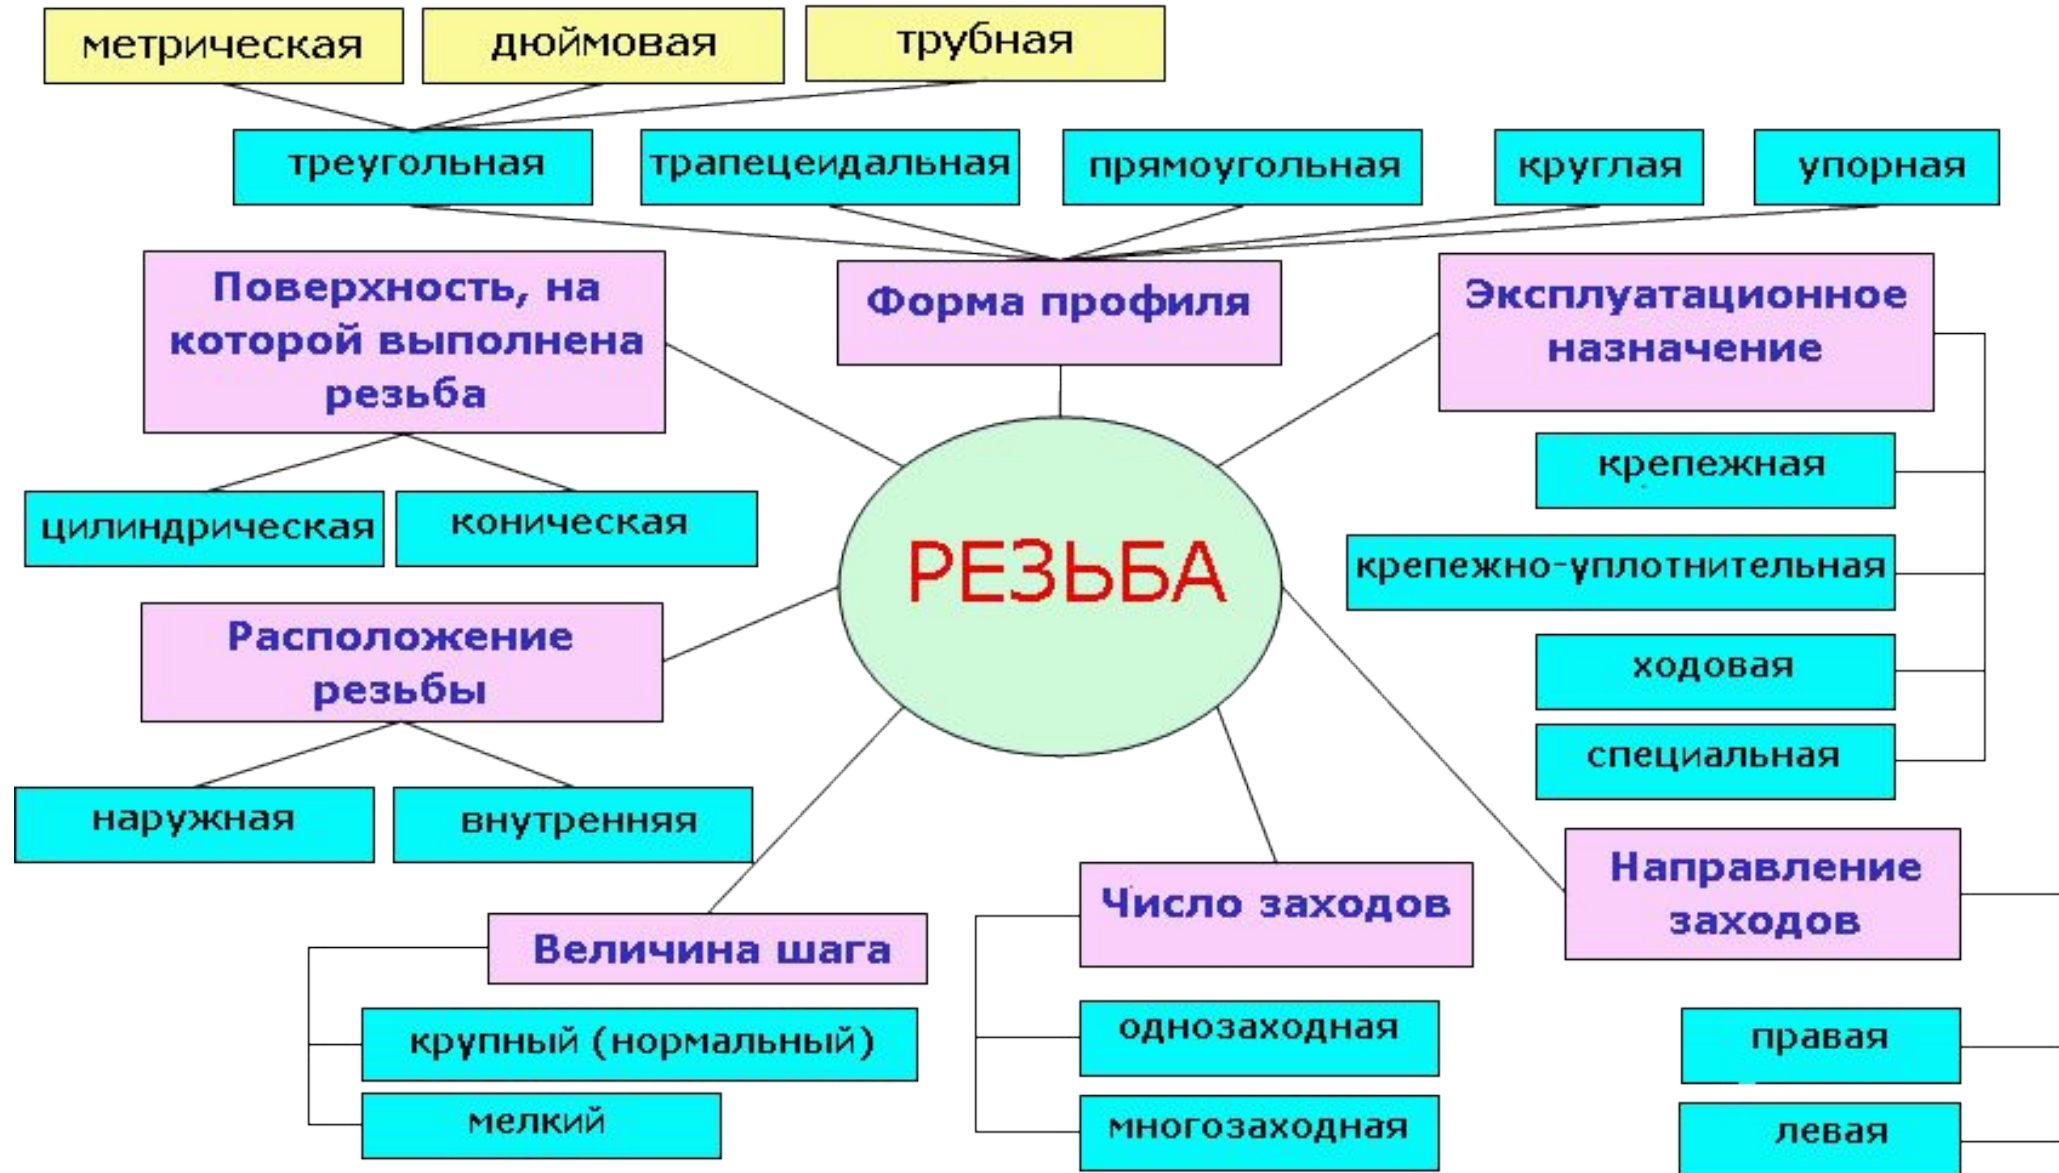 метрическая
дюймовая
трубная
треугольная
трапецеидальная
прямоугольная
круглая
упорная
Поверхность, на
которой выполнена
резьба
Форма профиля
Эксплуатационное
назначение
цилиндрическая
коническая
РЕЗЬБА
крепежная
крепежно-уплотнительная
ходовая
специальная
Расположение
резьбы
наружная
внутренняя
Величина шага
крупный (нормальный)
мелкий
Число заходов
однозаходная
многозаходная
Направление
заходов
правая
левая